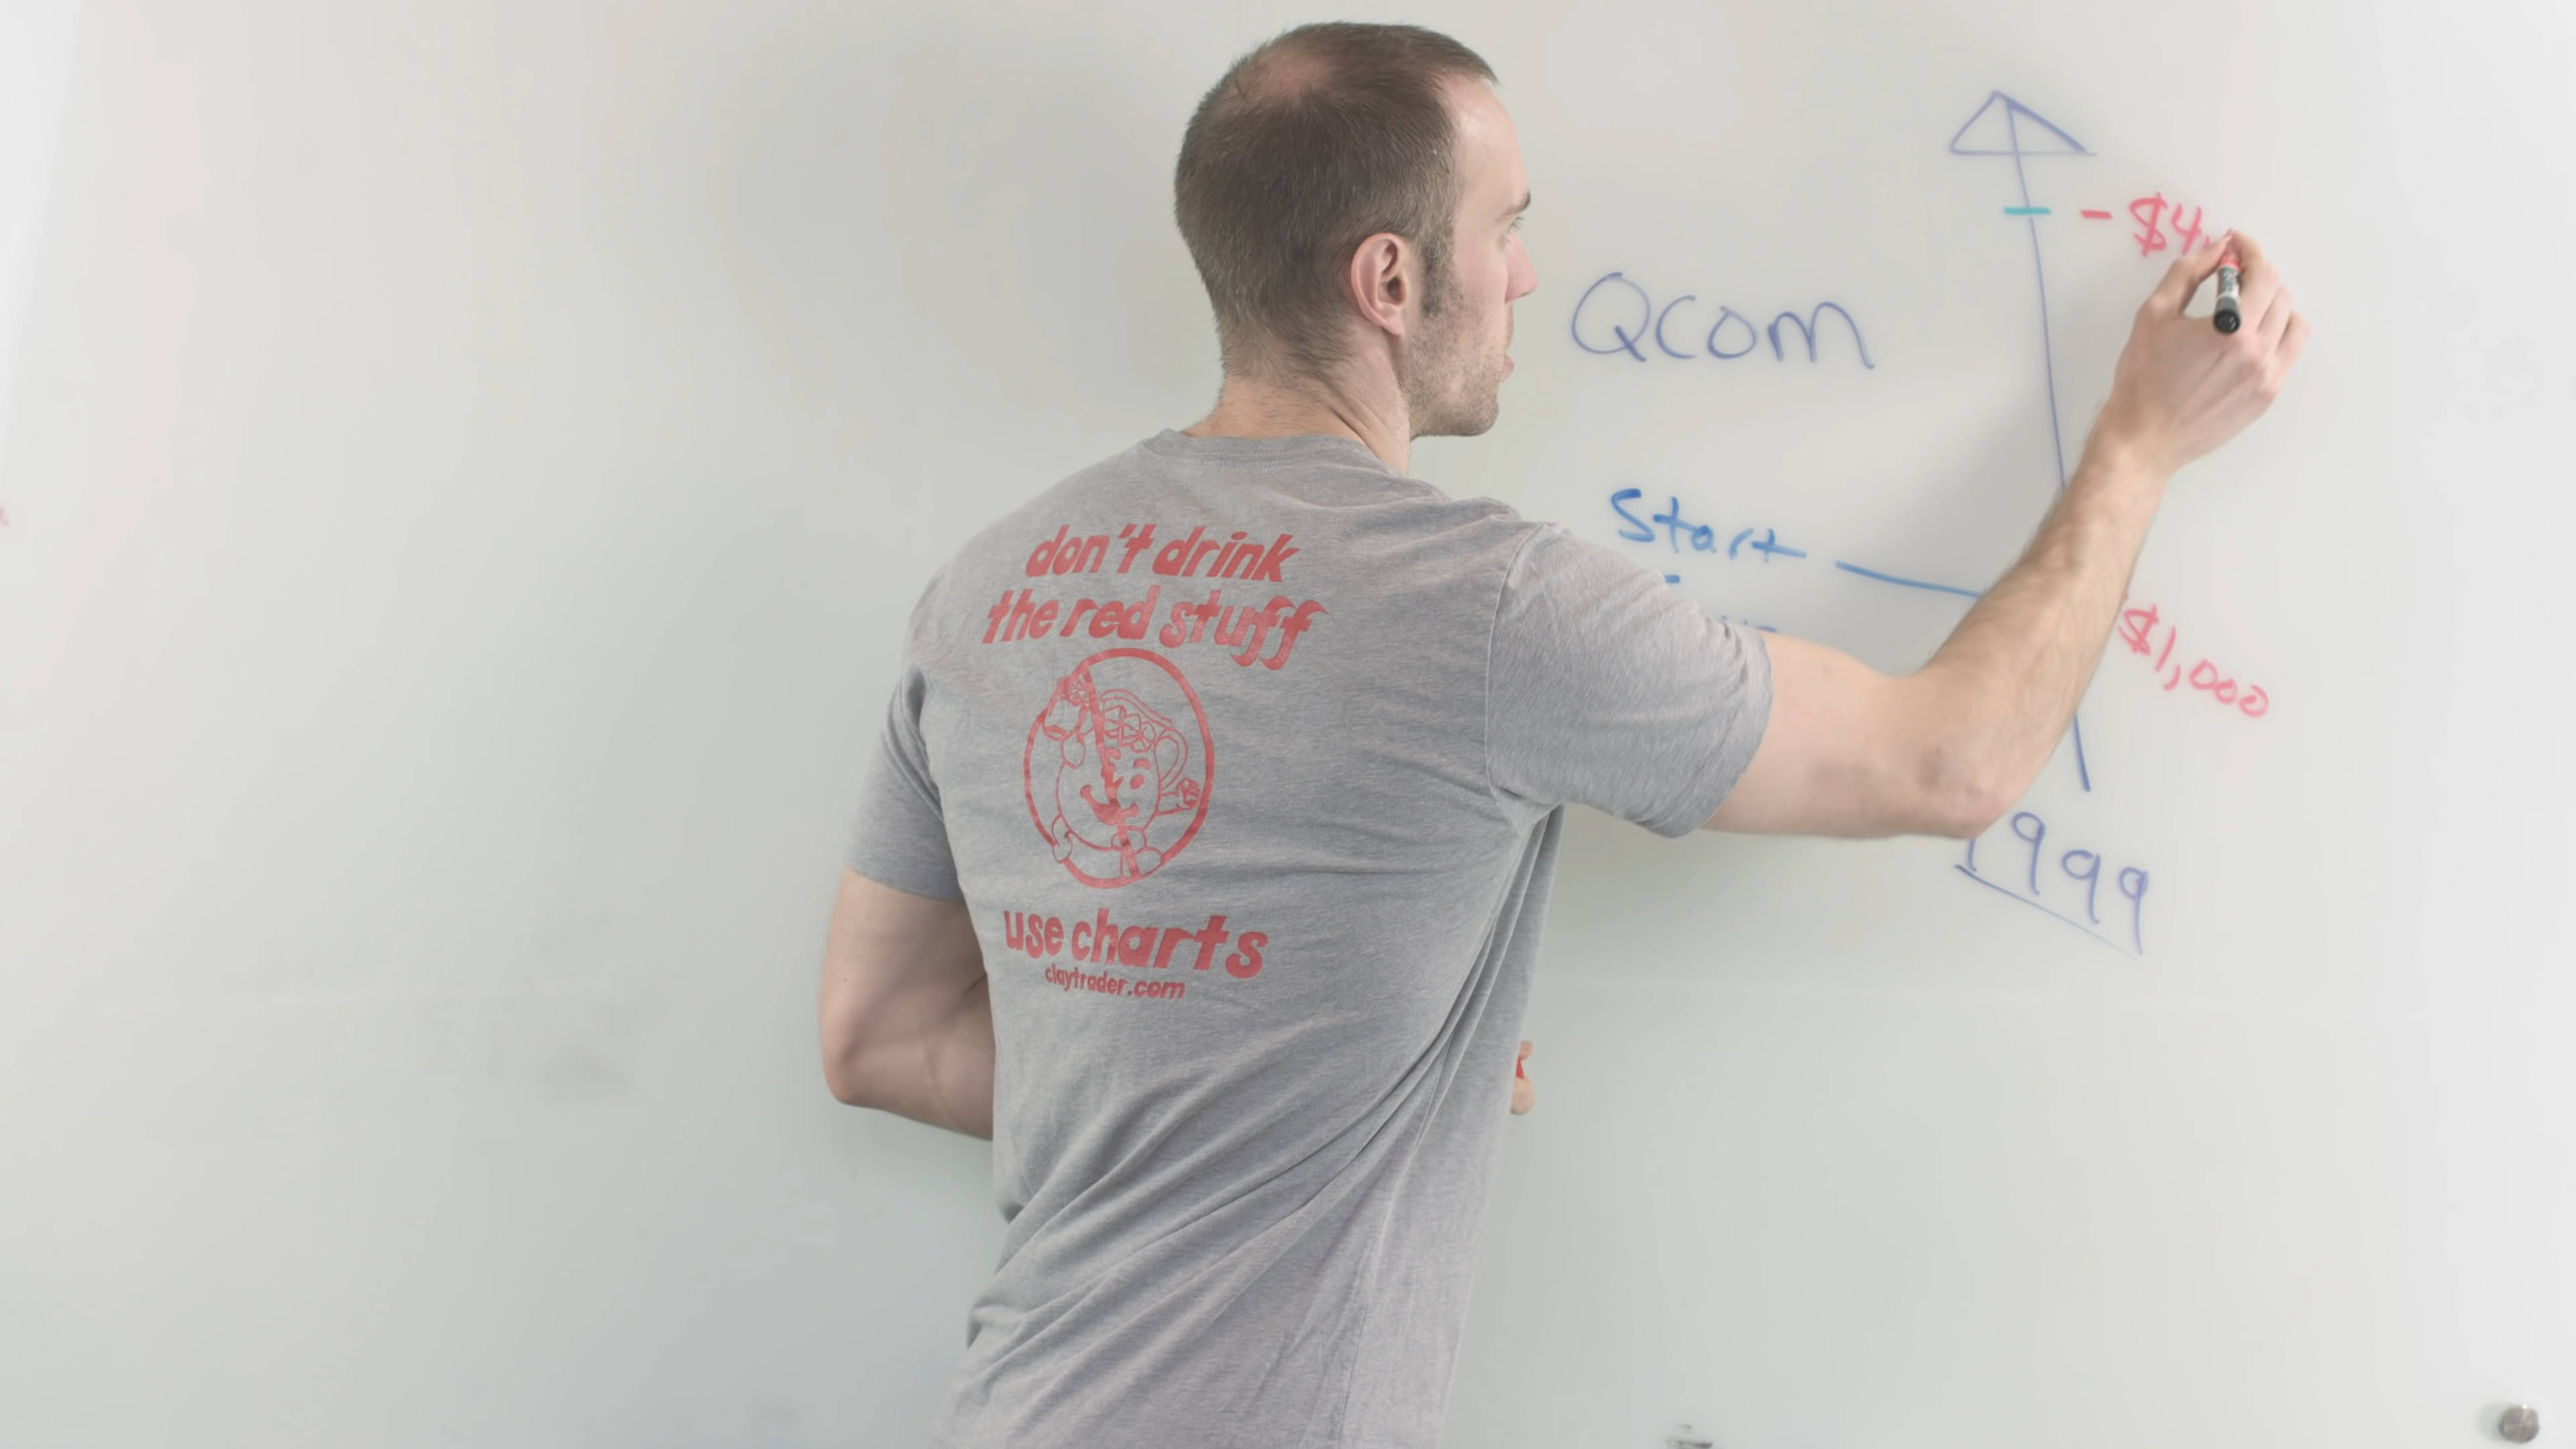 - $4,
Qcom
Start
$1,000
1999
don't drink
the red stuff
use charts
claytrader.com